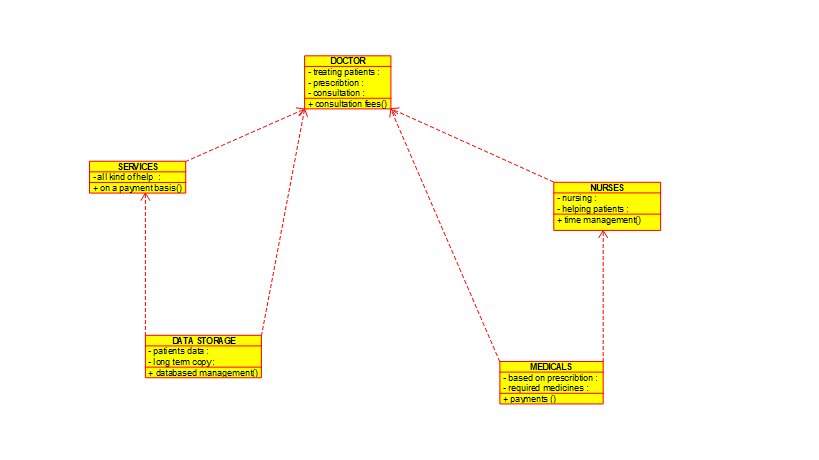 DOCTOR
- treating patients :
- prescribtion :
- consultation :
+ consultation fees()
SERVICES
- all kind of help :
+ on a payment basis()
NURSES
- nursing :
- helping patients :
+ time management()
DATA STORAGE
- patients data :
- long term copy:
+ databased management()
MEDICALS
- based on prescribtion :
- required medicines :
+ payments ()